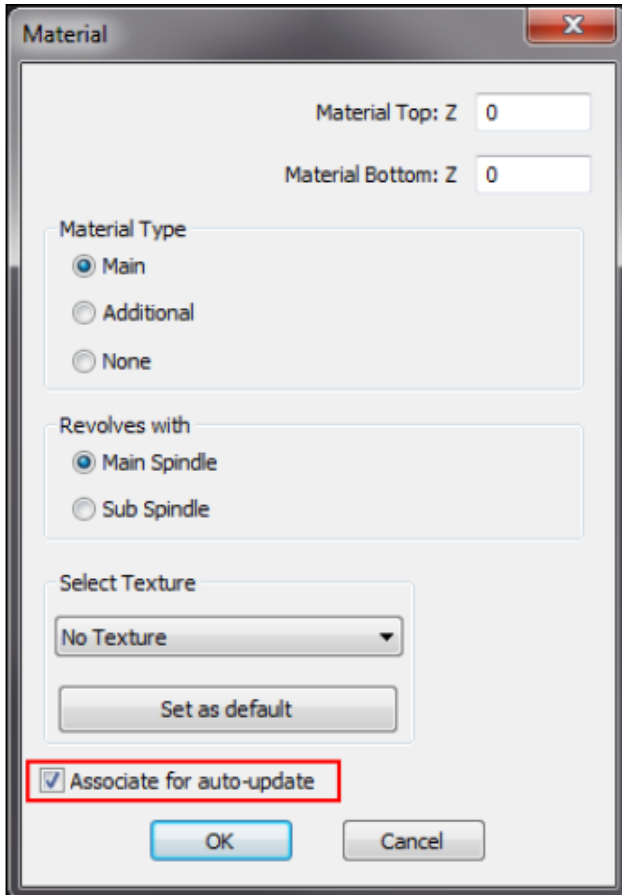 Material
Material Top: Z 0
Material Bottom: Z 0
Material Type
Main
Additional
None
Revolves with
Main Spindle
Sub Spindle
Select Texture
No Texture
Set as default
Associate for auto-update
OK Cancel